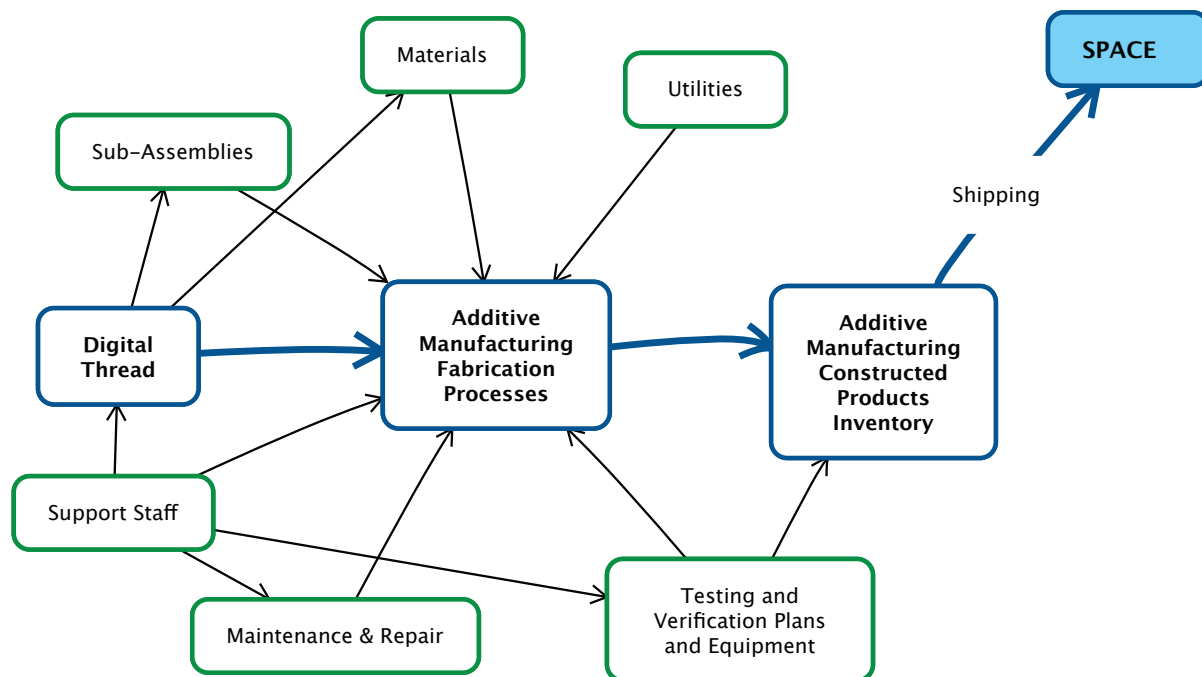 SPACE
Materials
Utilities
Sub-Assemblies
Shipping
Digital
Thread
Additive
Manufacturing
Fabrication
Processes
Additive
Manufacturing
Constructed
Products
Inventory
Support Staff
Maintenance & Repair
Testing and
Verification Plans
and Equipment